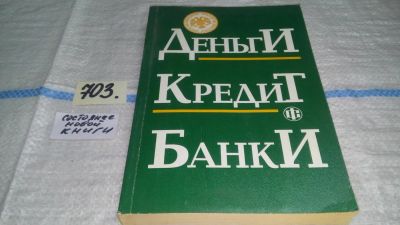 703.
состояние
новой
книги
ДеньгИ
КредиТ
БанкИ